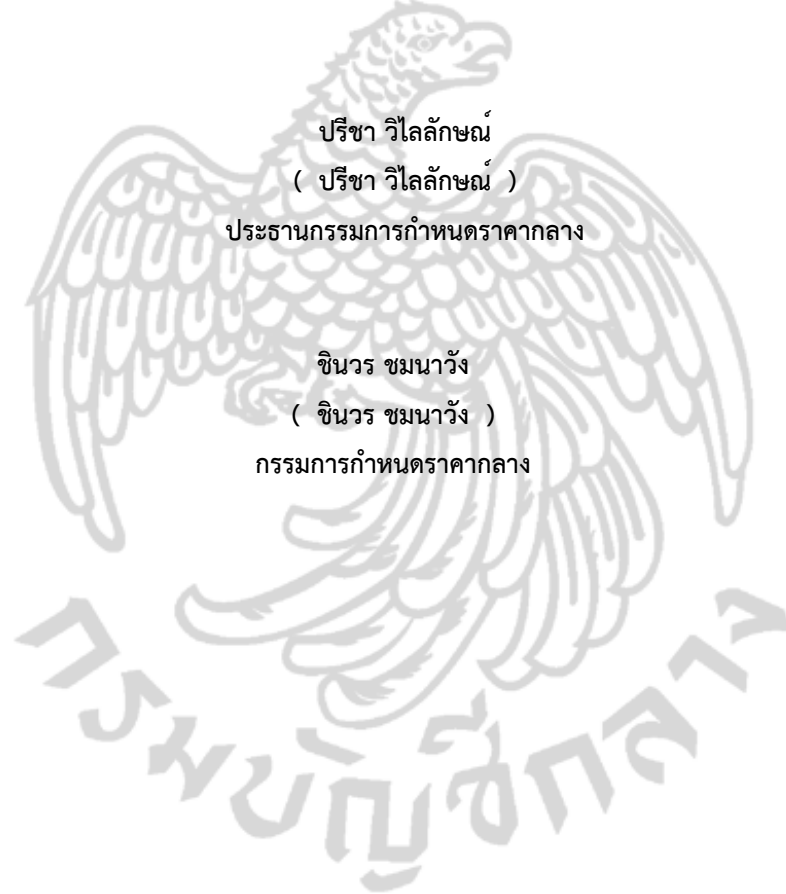 ปรีชา วิไลลักษณ์
( ปรีชา วิไลลักษณ์ )
ประธานกรรมการกำหนดราคากลาง
ชินวร ชมนาวัง
( ชินวร ชมนาวัง )
กรรมการกำหนดราคากลาง
กรมบัญชีกลาง